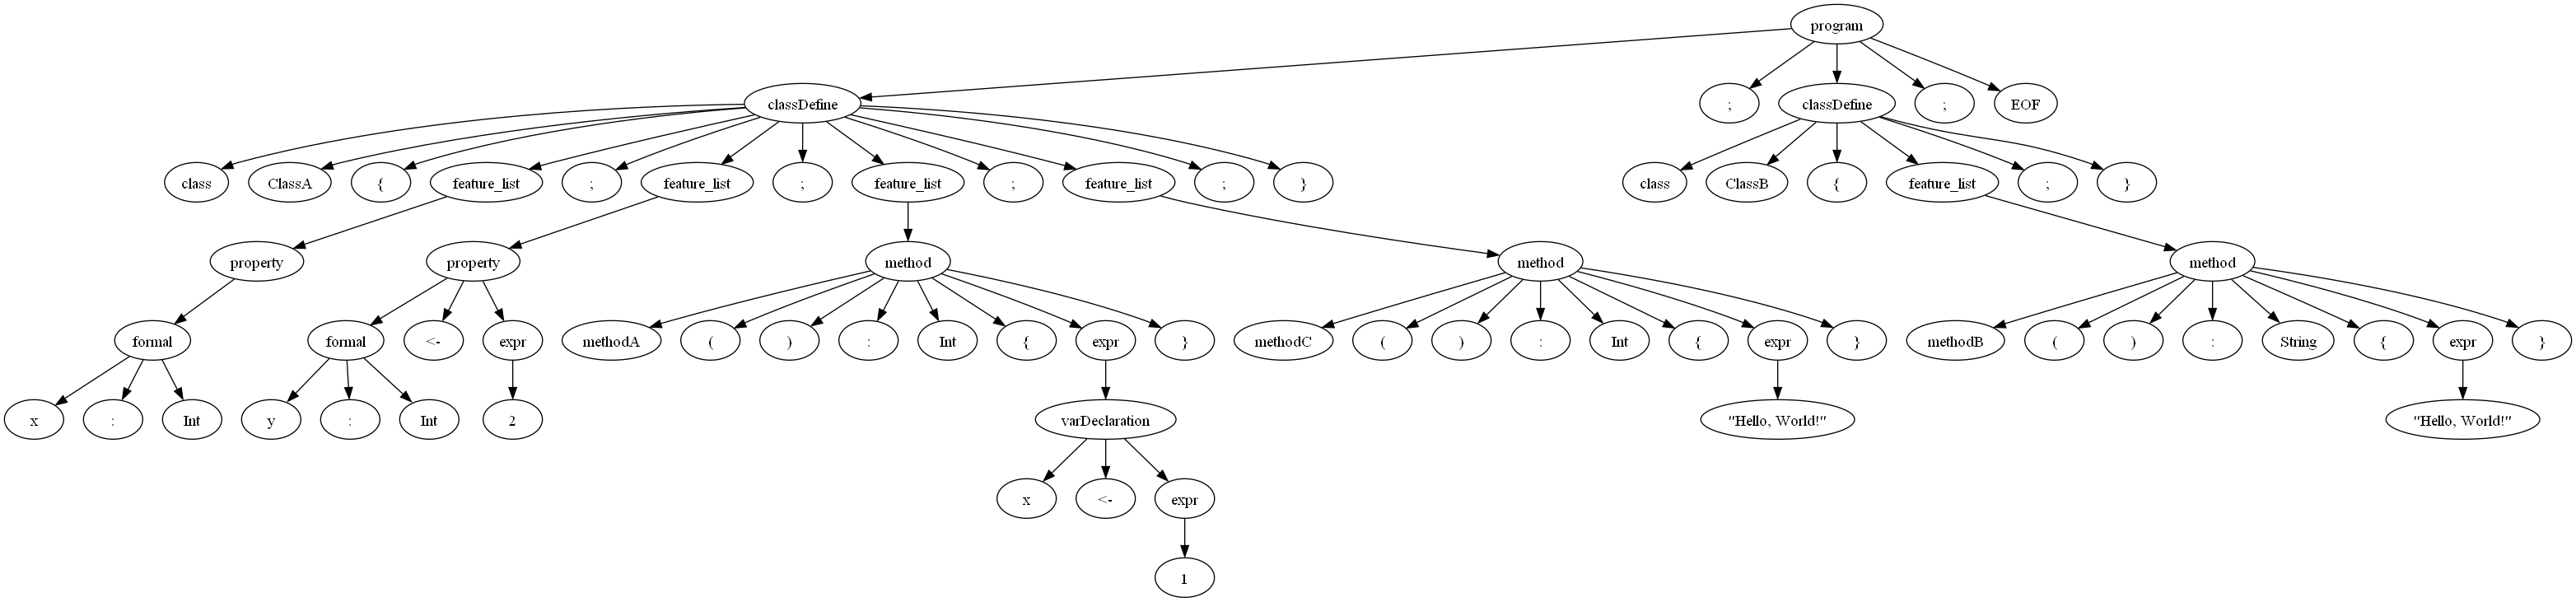 program
classDefine ; classDefine ; EOF
class ClassA { feature_list ; feature_list ; feature_list ; feature_list ; } class ClassB { feature_list ; }
property property method method method
formal formal <- expr methodA ( ) : Int { expr } methodC ( ) : Int { expr } methodB ( ) : String { expr }
x : Int y : Int 2 varDeclaration "Hello, World!" "Hello, World!"
x <- expr
1